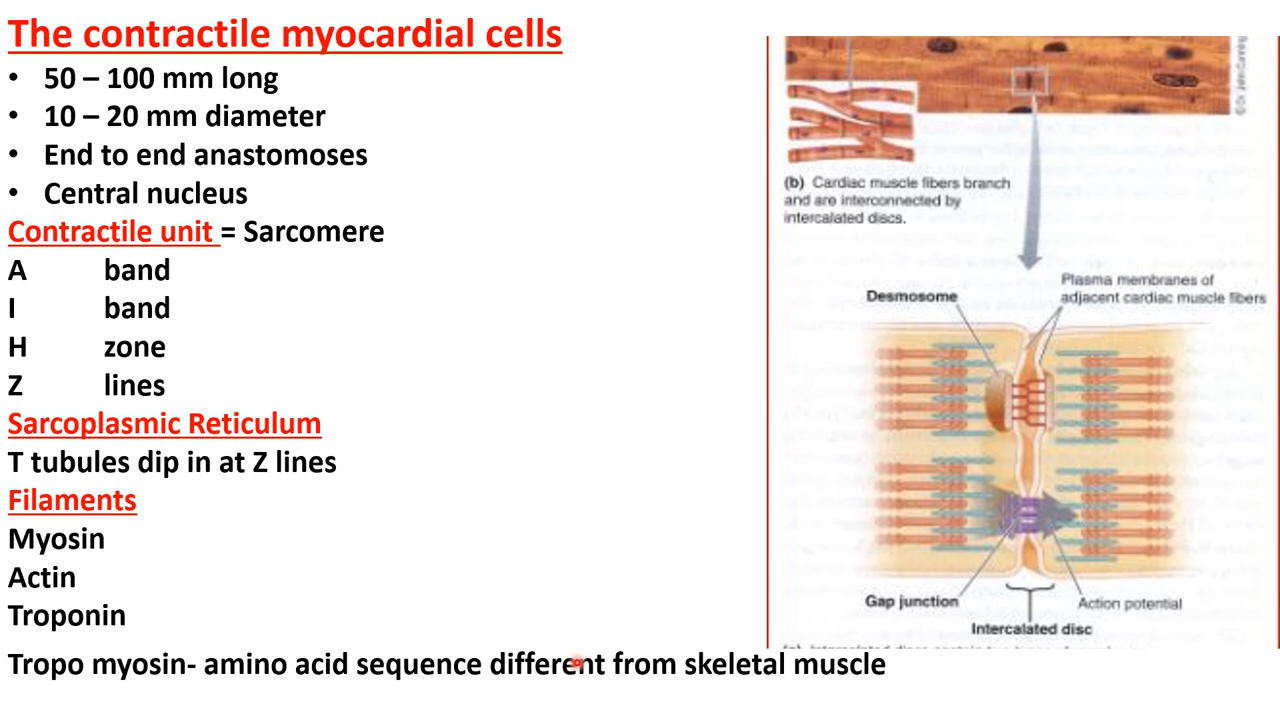 The contractile myocardial cells
• 50 – 100 mm long
• 10 – 20 mm diameter
• End to end anastomoses
• Central nucleus
Contractile unit = Sarcomere
A band
I band
H zone
Z lines
Sarcoplasmic Reticulum
T tubules dip in at Z lines
Filaments
Myosin
Actin
Troponin
Tropo myosin- amino acid sequence different from skeletal muscle
(b) Cardiac muscle fibers branch
and are interconnected by
intercalated discs.
Plasma membranes of
adjacent cardiac muscle fibers
Desmosome
Gap junction
Action potential
Intercalated disc